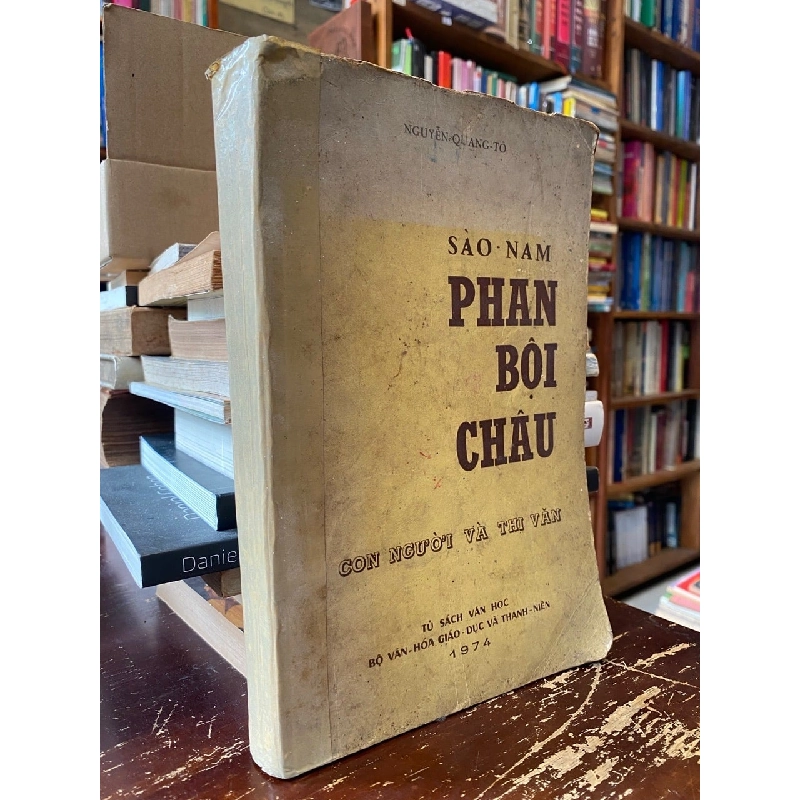 NGUYỄN-QUANG-TÔ
SÀO-NAM
PHAN
BỘI
CHÂU
CON NGƯỜI VÀ THI VĂN
TỦ SÁCH VĂN HỌC
BỘ VĂN-HÓA GIÁO-DỤC VÀ THANH-NIÊN
1974
Danie